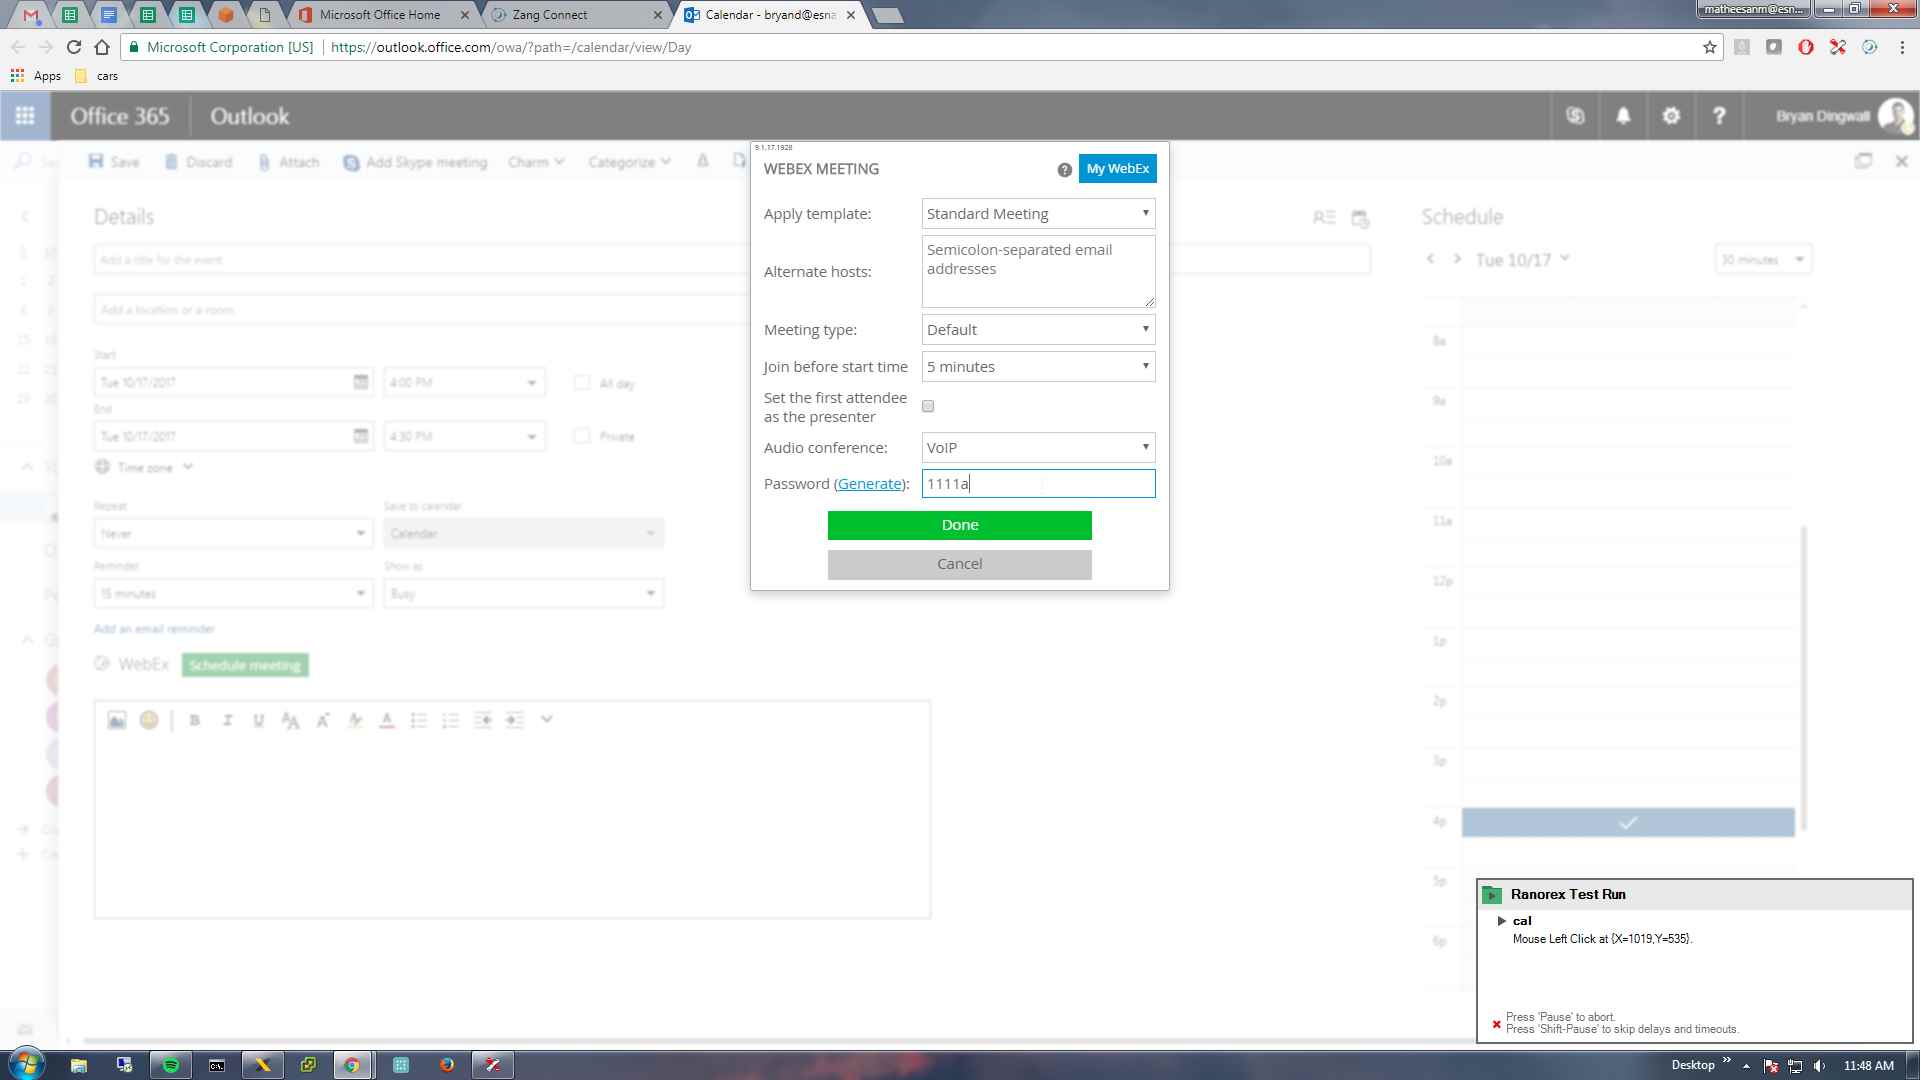 Microsoft Office Home
Zang Connect
Calendar - bryand@esna
matheesanm@esn...
Microsoft Corporation [US]
https://outlook.office.com/owa/?path=/calendar/view/Day
Apps
cars
Office 365
Outlook
Bryan Dingwall
Save
Discard
Attach
Add Skype meeting
Charm
Categorize
9.1.17.1928
WEBEX MEETING
My WebEx
Apply template:
Standard Meeting
Alternate hosts:
Semicolon-separated email
addresses
Meeting type:
Default
Join before start time
5 minutes
Set the first attendee
as the presenter
Audio conference:
VoIP
Password (Generate):
1111a
Done
Cancel
Details
Add a title for the event
Add a location or a room
Start
Tue 10/17/2017
4:00 PM
All day
End
Tue 10/17/2017
4:30 PM
Private
Time zone
Repeat
Save to calendar
Never
Calendar
Reminder
Show as
15 minutes
Busy
Add an email reminder
WebEx
Schedule meeting
Schedule
Tue 10/17
30 minutes
8a
9a
10a
11a
12p
1p
2p
3p
4p
5p
6p
Ranorex Test Run
cal
Mouse Left Click at {X=1019,Y=535}.
Press 'Pause' to abort.
Press 'Shift-Pause' to skip delays and timeouts.
Desktop
11:48 AM